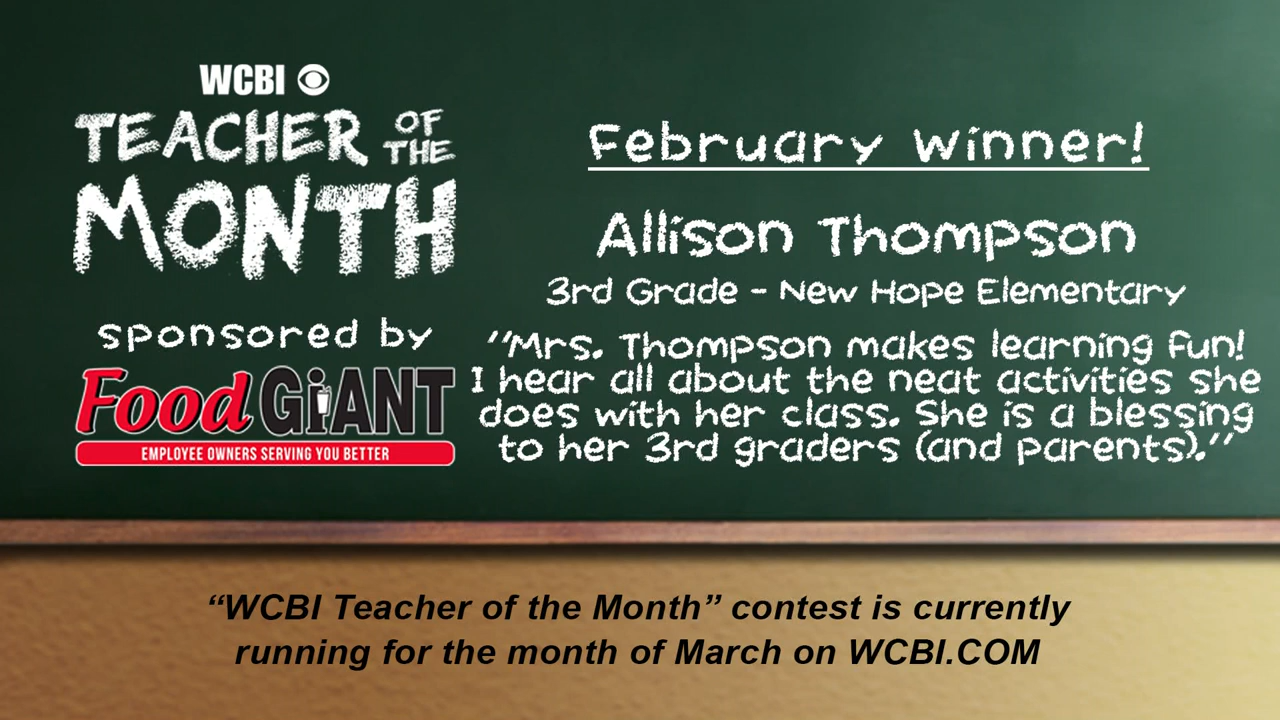 WCBI
TEACHER OF THE
MONTH
sponsored by
Food GiANT
EMPLOYEE OWNERS SERVING YOU BETTER
February Winner!
Allison Thompson
3rd Grade - New Hope Elementary
"Mrs. Thompson makes learning fun!
I hear all about the neat activities she
does with her class. She is a blessing
to her 3rd graders (and parents)."
“WCBI Teacher of the Month” contest is currently
running for the month of March on WCBI.COM